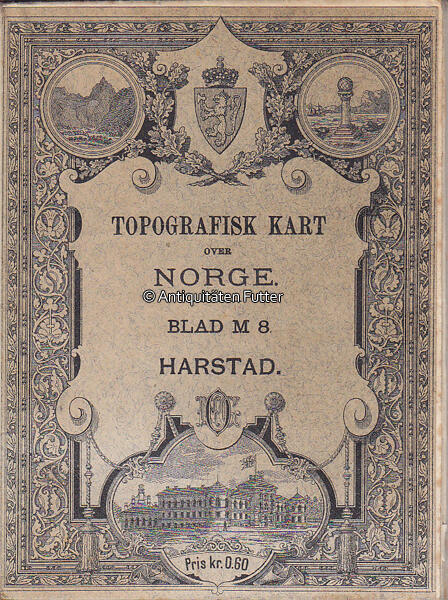 TOPOGRAFISK KART
OVER
NORGE.
© Antiquitäten Futter
BLAD M 8
HARSTAD.
Pris kr. 0.60